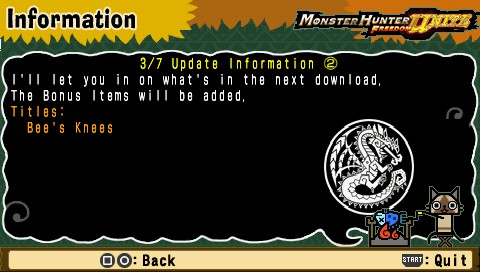 Information
MONSTER HUNTER
FREEDOM UNITE
3/7 Update Information ②
I'll let you in on what's in the next download.
The Bonus Items will be added.
Titles:
Bee's Knees
□○: Back
START: Quit